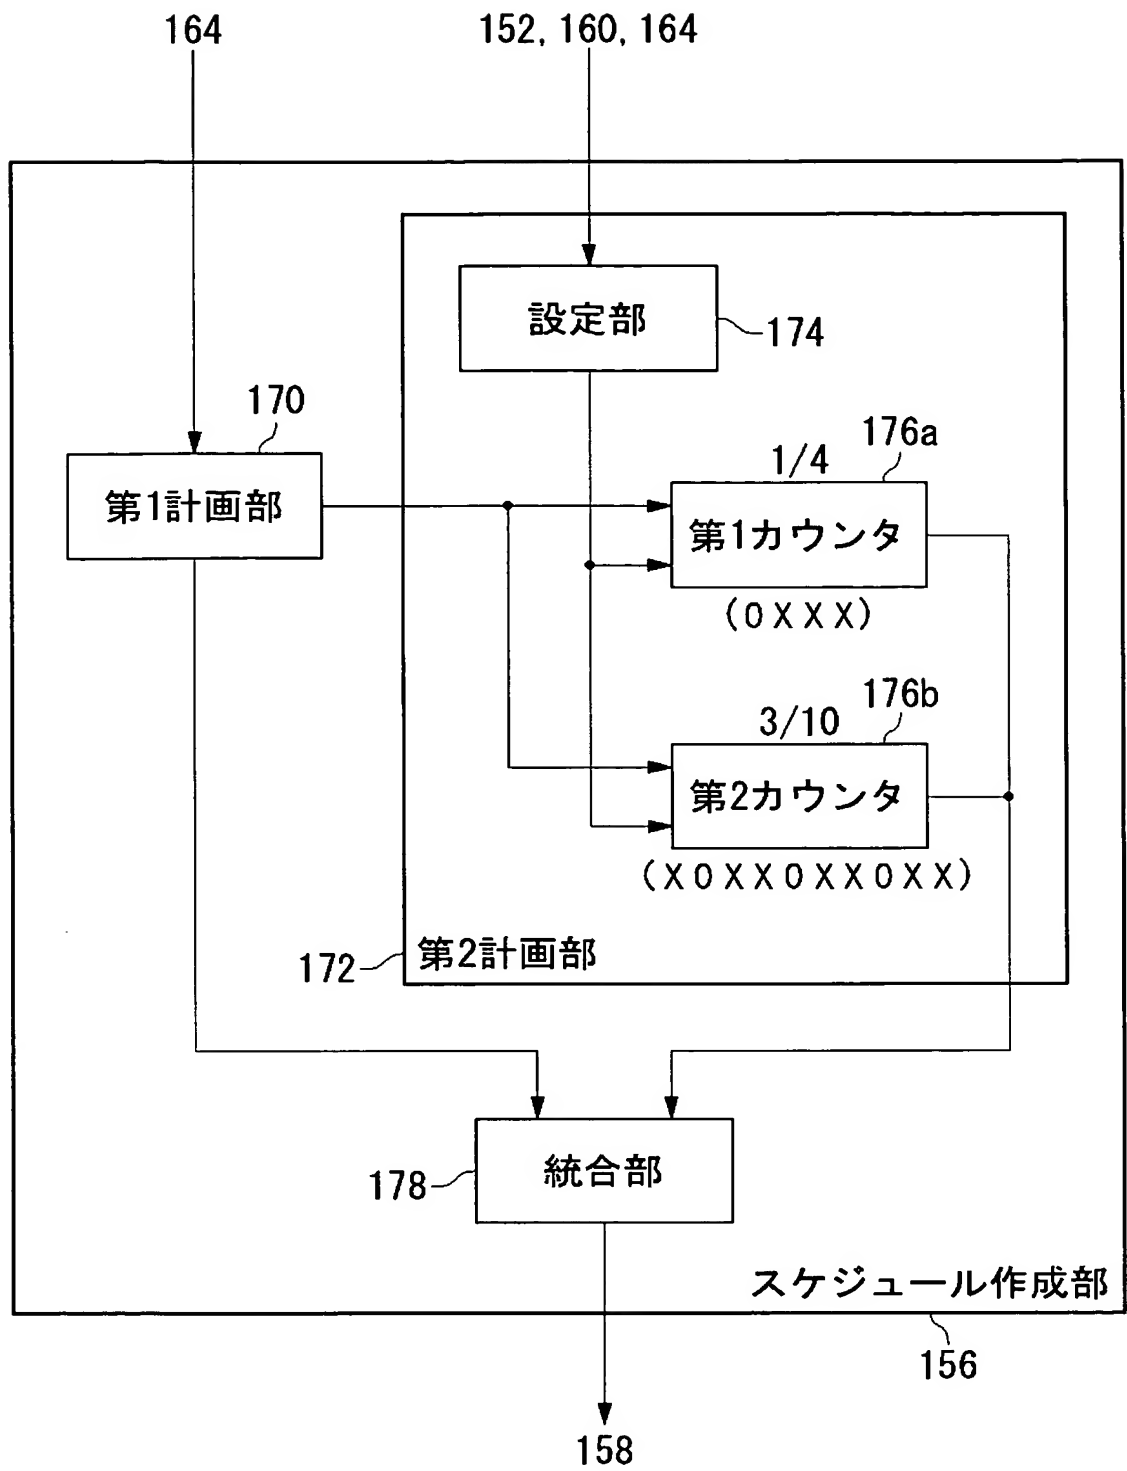 164
152, 160, 164
設定部
174
170
第1計画部
176a
1/4
第1カウンタ
(OXXX)
176b
3/10
第2カウンタ
(XOXXOXXOXX)
第2計画部
172
統合部
178
スケジュール作成部
156
158